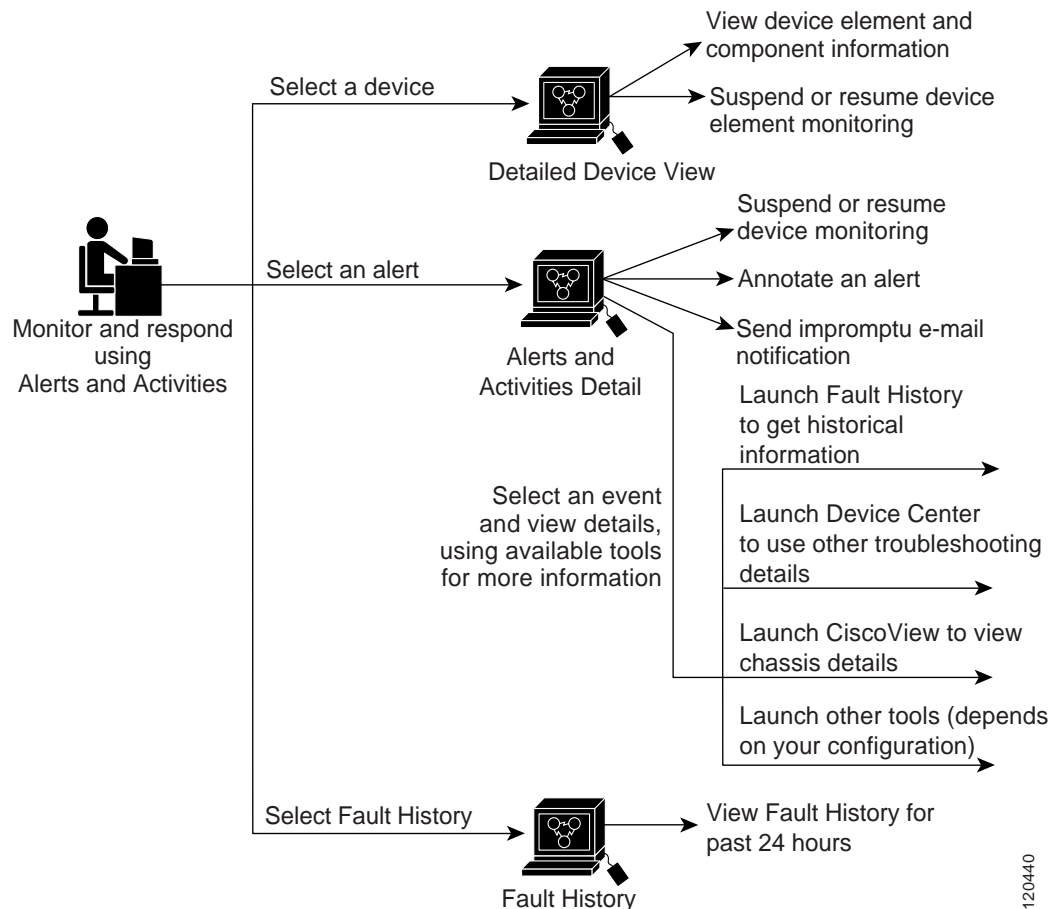 View device element and
component information
Select a device
Suspend or resume device
element monitoring
Detailed Device View
Suspend or resume
device monitoring
Select an alert
Annotate an alert
Monitor and respond
using
Alerts and Activities
Send impromptu e-mail
notification
Alerts and
Activities Detail
Launch Fault History
to get historical
information
Select an event
and view details,
using available tools
for more information
Launch Device Center
to use other troubleshooting
details
Launch CiscoView to view
chassis details
Launch other tools (depends
on your configuration)
Select Fault History
View Fault History for
past 24 hours
Fault History
120440